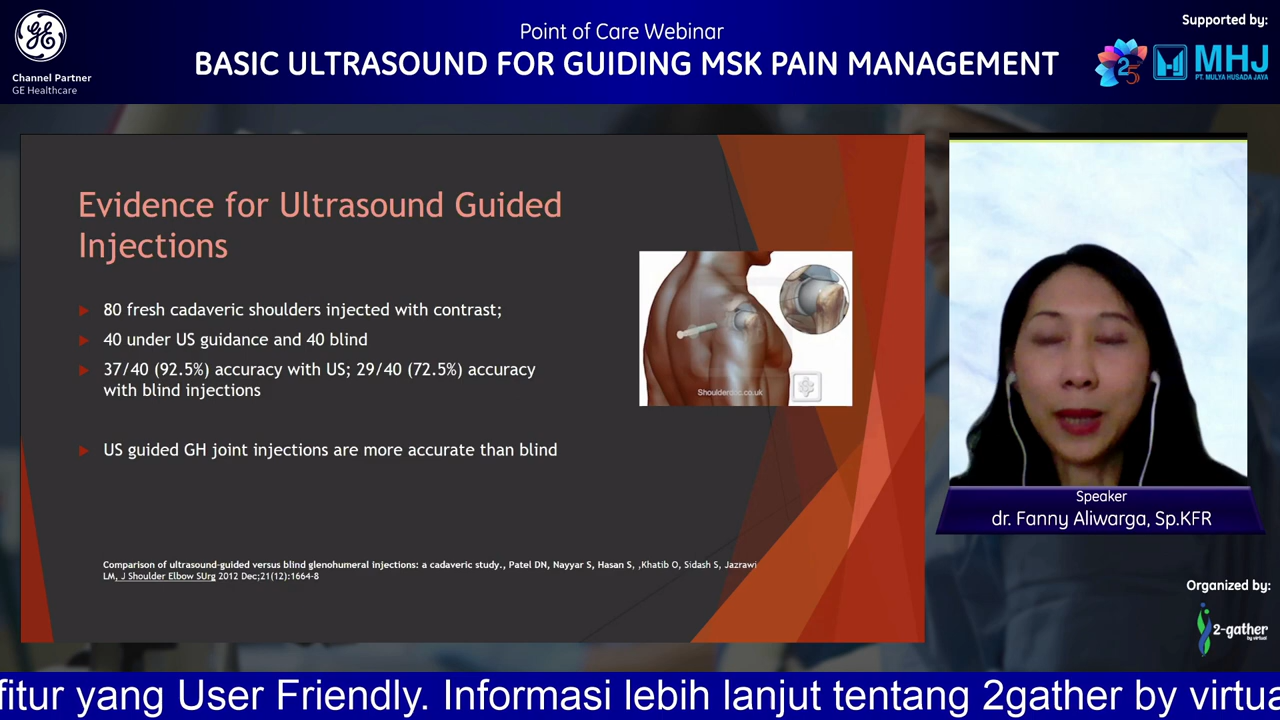 Point of Care Webinar
BASIC ULTRASOUND FOR GUIDING MSK PAIN MANAGEMENT
Channel Partner
GE Healthcare
Supported by:
25
MHJ
PT. MULYA HUSADA JAYA
Evidence for Ultrasound Guided
Injections
80 fresh cadaveric shoulders injected with contrast;
40 under US guidance and 40 blind
37/40 (92.5%) accuracy with US; 29/40 (72.5%) accuracy
with blind injections
US guided GH joint injections are more accurate than blind
Comparison of ultrasound-guided versus blind glenohumeral injections: a cadaveric study., Patel DN, Nayyar S, Hasan S, ,Khatib O, Sidash S, Jazrawi
LM, J Shoulder Elbow SUrg 2012 Dec;21(12):1664-8
Speaker
dr. Fanny Aliwarga, Sp.KFR
Organized by:
2-gather
by virtual
fitur yang User Friendly. Informasi lebih lanjut tentang 2gather by virtua